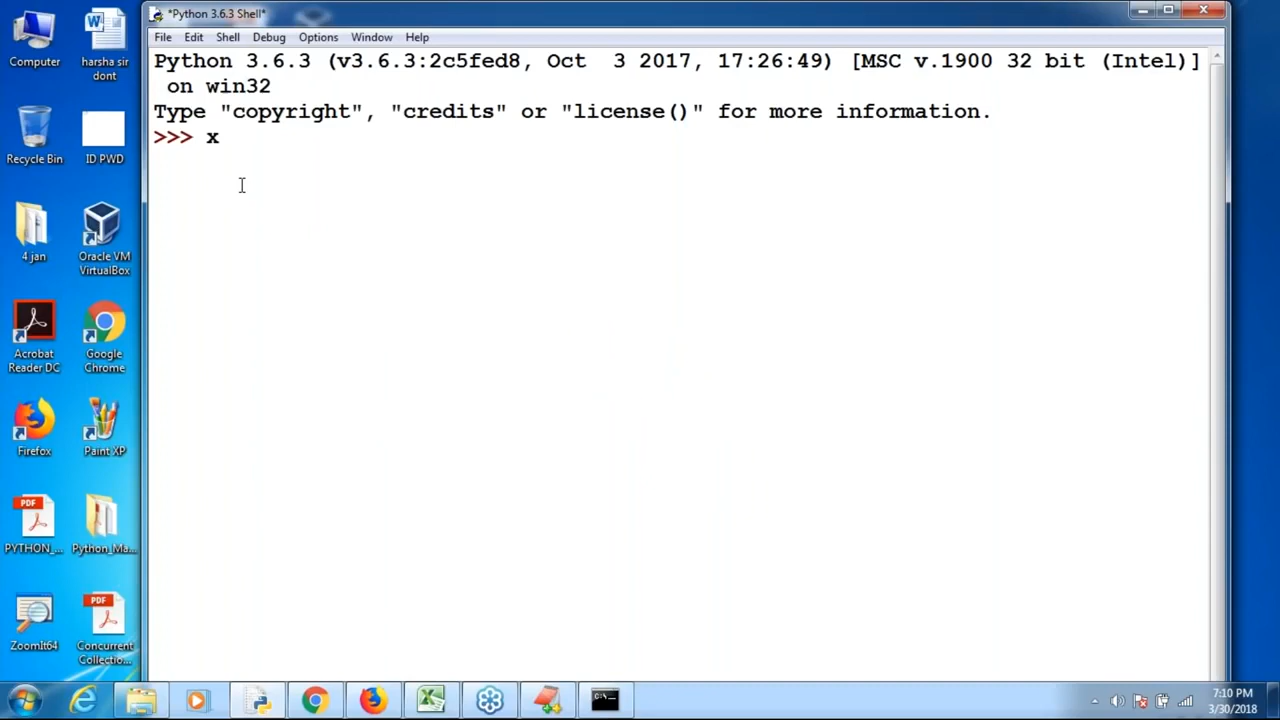 *Python 3.6.3 Shell*
File Edit Shell Debug Options Window Help
Python 3.6.3 (v3.6.3:2c5fed8, Oct  3 2017, 17:26:49) [MSC v.1900 32 bit (Intel)]
on win32
Type "copyright", "credits" or "license()" for more information.
>>> x
Computer
harsha sir
dont
Recycle Bin
ID PWD
4 jan
Oracle VM
VirtualBox
Acrobat
Reader DC
Google
Chrome
Firefox
Paint XP
PDF
PYTHON_...
Python_Ma...
ZoomIt64
PDF
Concurrent
Collectio...
C:\.
7:10 PM
3/30/2018